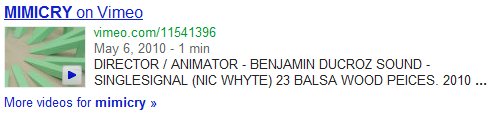 MIMICRY on Vimeo
vimeo.com/11541396
May 6, 2010 - 1 min
DIRECTOR / ANIMATOR - BENJAMIN DUCROZ SOUND -
SINGLESIGNAL (NIC WHYTE) 23 BALSA WOOD PEICES. 2010 ...
More videos for mimicry »